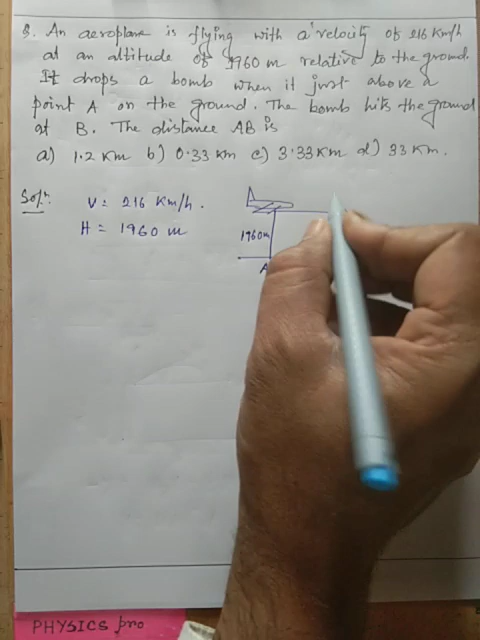 Q. An aeroplane is flying with a velocity of 216 Km/h
at an altitude of 1960 m relative to the ground.
It drops a bomb when it just above a
point A on the ground. The bomb hits the ground
at B. The distance AB is
a) 1.2 Km b) 0.33 Km c) 3.33 Km d) 33 Km.
Solⁿ. V = 216 Km/h.
H = 1960 m
1960m
A
PHYSICS pro